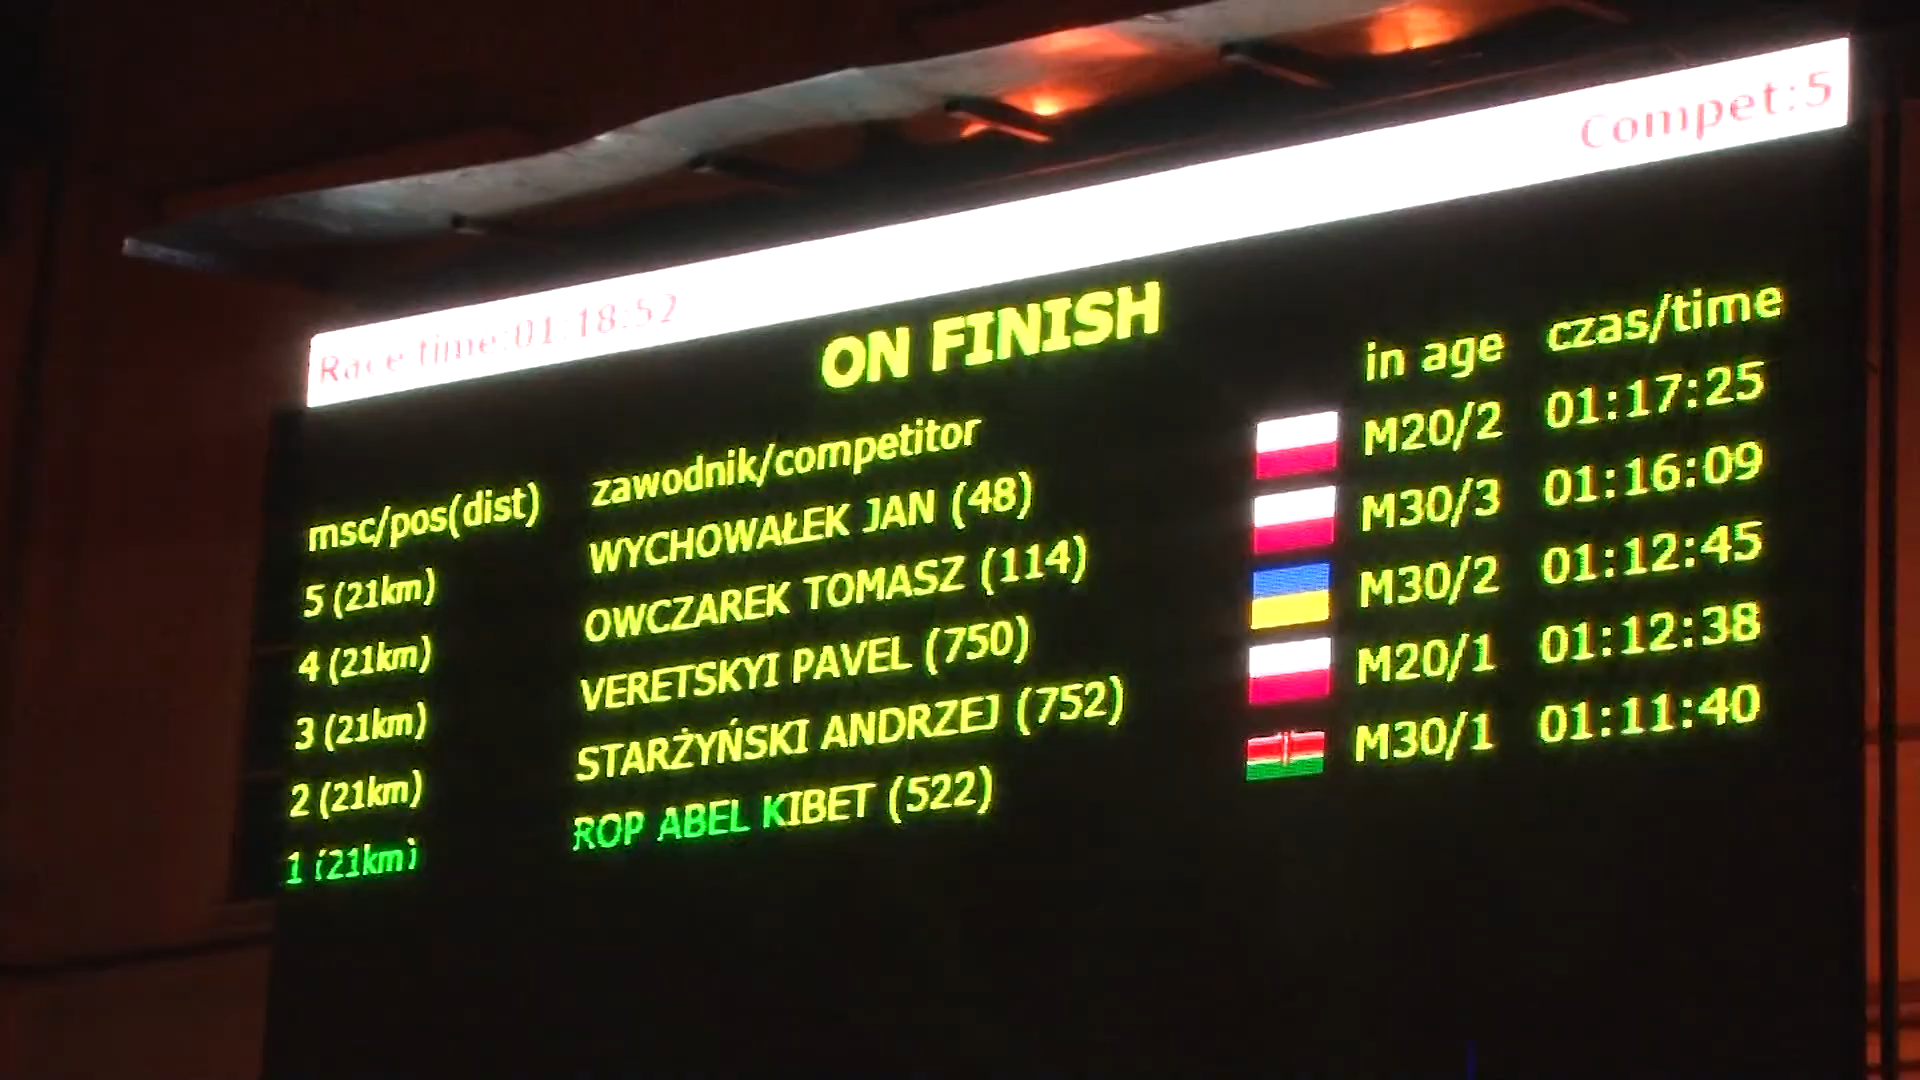 Race time:01:18:52 Compet:5
ON FINISH
msc/pos(dist) zawodnik/competitor in age czas/time
5 (21km) WYCHOWAŁEK JAN (48) M20/2 01:17:25
4 (21km) OWCZAREK TOMASZ (114) M30/3 01:16:09
3 (21km) VERETSKYI PAVEL (750) M30/2 01:12:45
2 (21km) STARŻYŃSKI ANDRZEJ (752) M20/1 01:12:38
1 (21km) ROP ABEL KIBET (522) M30/1 01:11:40